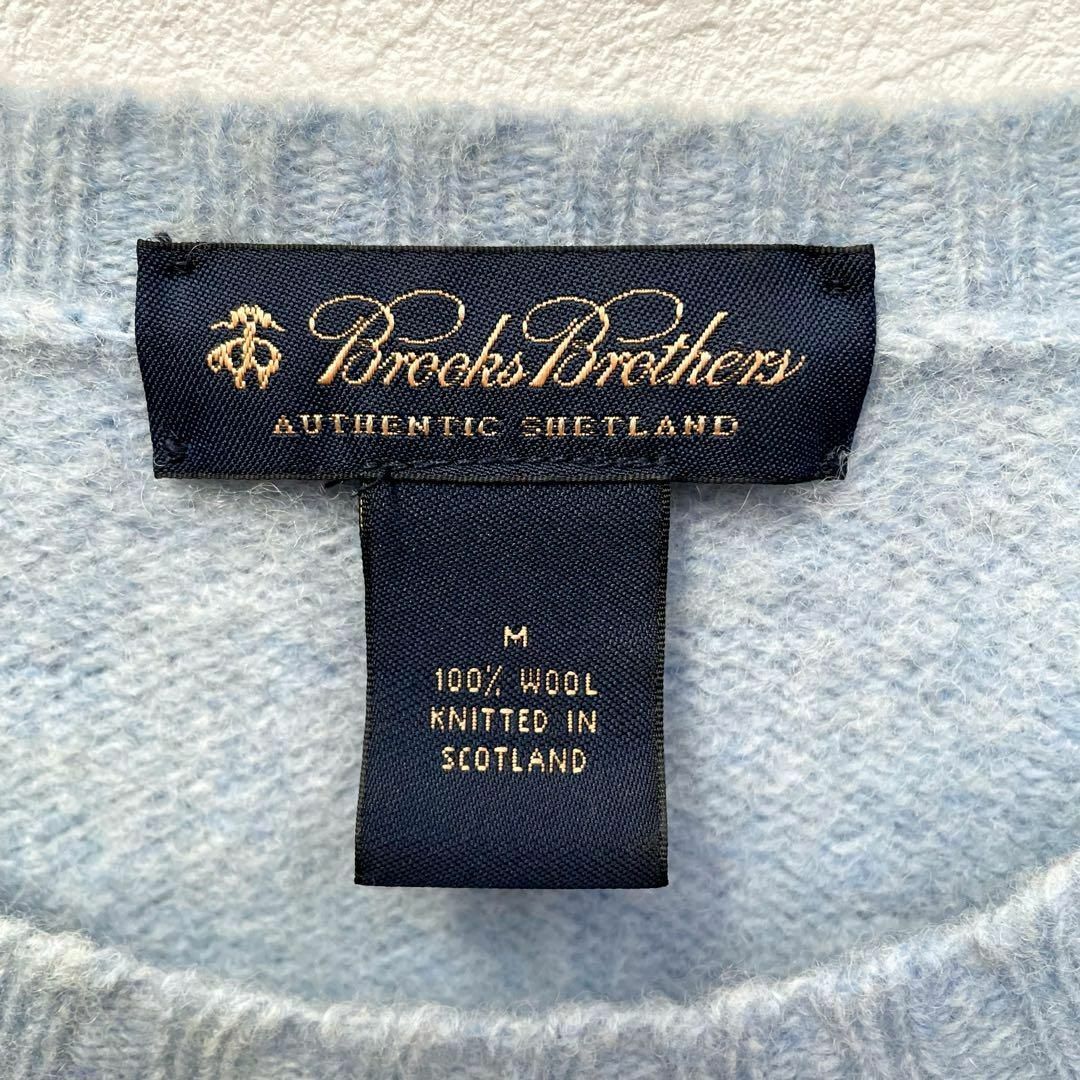 Brooks Brothers
AUTHENTIC SHETLAND
M
100% WOOL
KNITTED IN
SCOTLAND